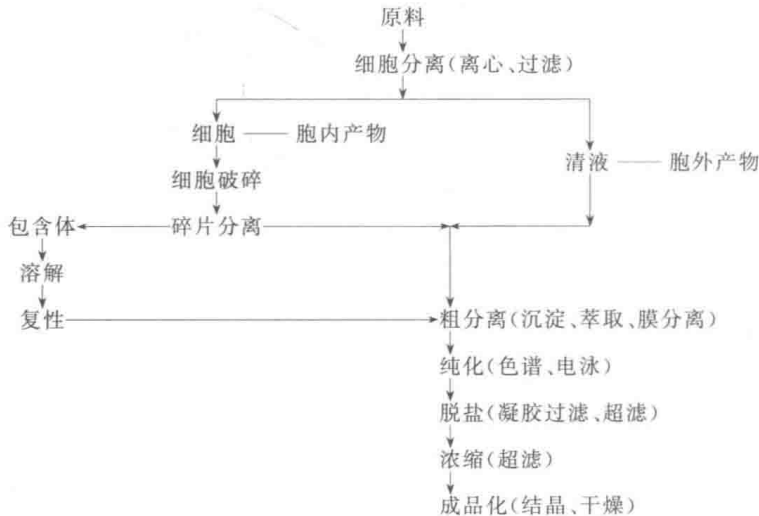 原料
细胞分离(离心、过滤)
细胞 —— 胞内产物
清液 —— 胞外产物
细胞破碎
包含体
碎片分离
溶解
复性
粗分离(沉淀、萃取、膜分离)
纯化(色谱、电泳)
脱盐(凝胶过滤、超滤)
浓缩(超滤)
成品化(结晶、干燥)